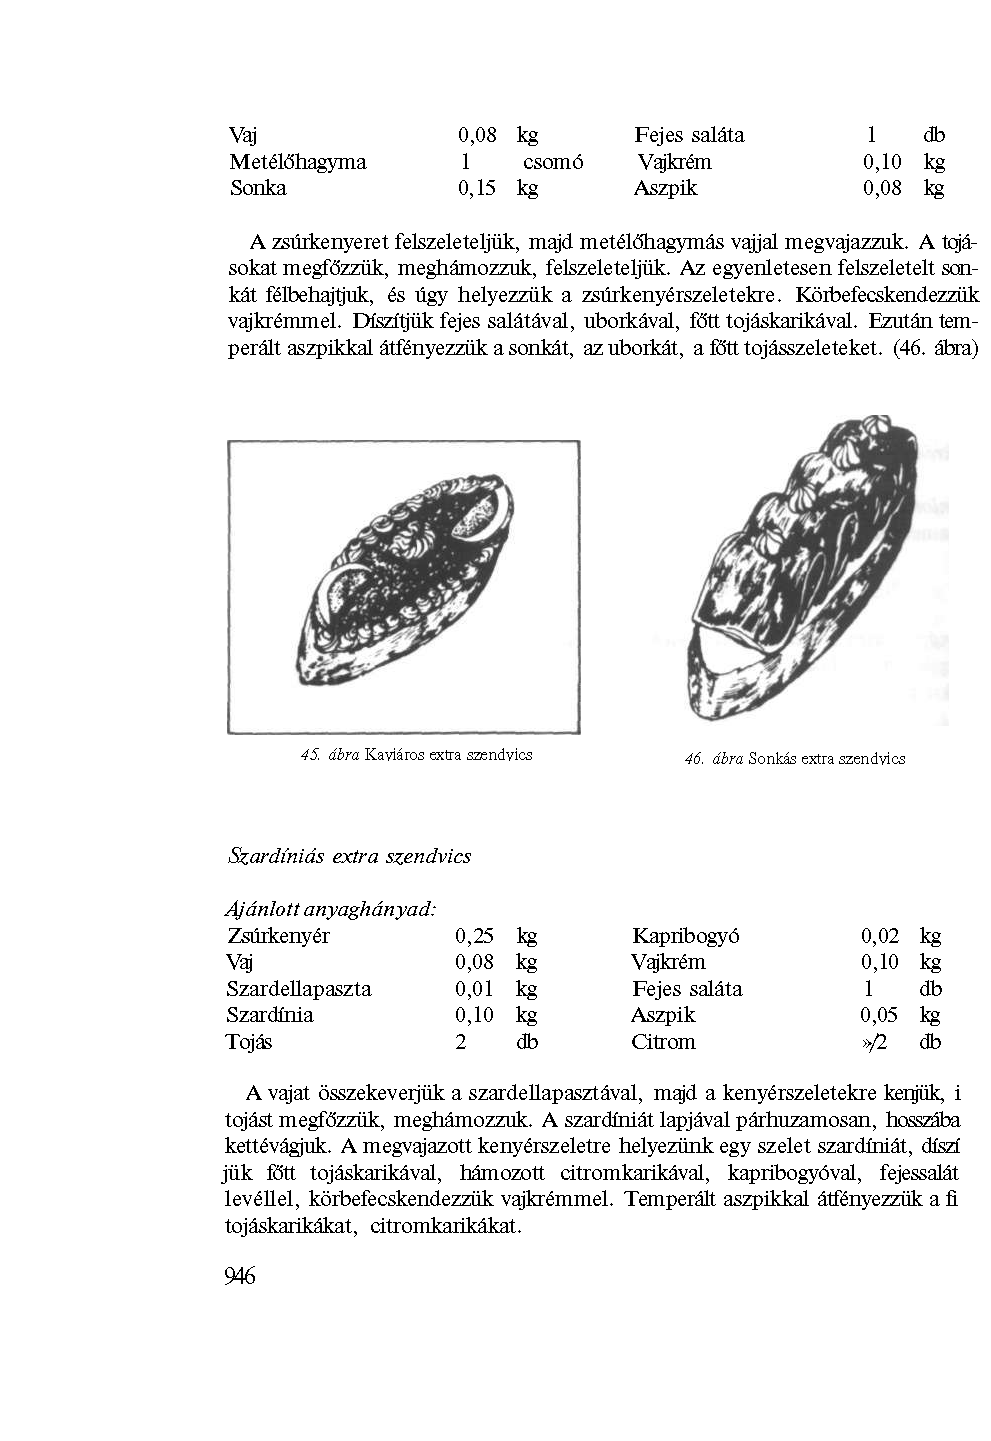 Vaj 0,08 kg Fejes saláta 1 db
Metélőhagyma 1 csomó Vajkrém 0,10 kg
Sonka 0,15 kg Aszpik 0,08 kg
A zsúrkenyeret felszeleteljük, majd metélőhagymás vajjal megvajazzuk. A tojá-
sokat megfőzzük, meghámozzuk, felszeleteljük. Az egyenletesen felszeletelt son-
kát félbehajtjuk, és úgy helyezzük a zsúrkenyérszeletekre. Körbefecskendezzük
vajkrémmel. Díszítjük fejes salátával, uborkával, főtt tojáskarikával. Ezután tem-
perált aszpikkal átfényezzük a sonkát, az uborkát, a főtt tojásszeleteket. (46. ábra)
45. ábra Kaviáros extra szendvics
46. ábra Sonkás extra szendvics
Szardíniás extra szendvics
Ajánlott anyaghányad:
Zsúrkenyér 0,25 kg Kapribogyó 0,02 kg
Vaj 0,08 kg Vajkrém 0,10 kg
Szardellapaszta 0,01 kg Fejes saláta 1 db
Szardínia 0,10 kg Aszpik 0,05 kg
Tojás 2 db Citrom »/2 db
A vajat összekeverjük a szardellapasztával, majd a kenyérszeletekre kenjük, i
tojást megfőzzük, meghámozzuk. A szardíniát lapjával párhuzamosan, hosszába
kettévágjuk. A megvajazott kenyérszeletre helyezünk egy szelet szardíniát, díszí
jük főtt tojáskarikával, hámozott citromkarikával, kapribogyóval, fejessalát
levéllel, körbefecskendezzük vajkrémmel. Temperált aszpikkal átfényezzük a fi
tojáskarikákat, citromkarikákat.
946